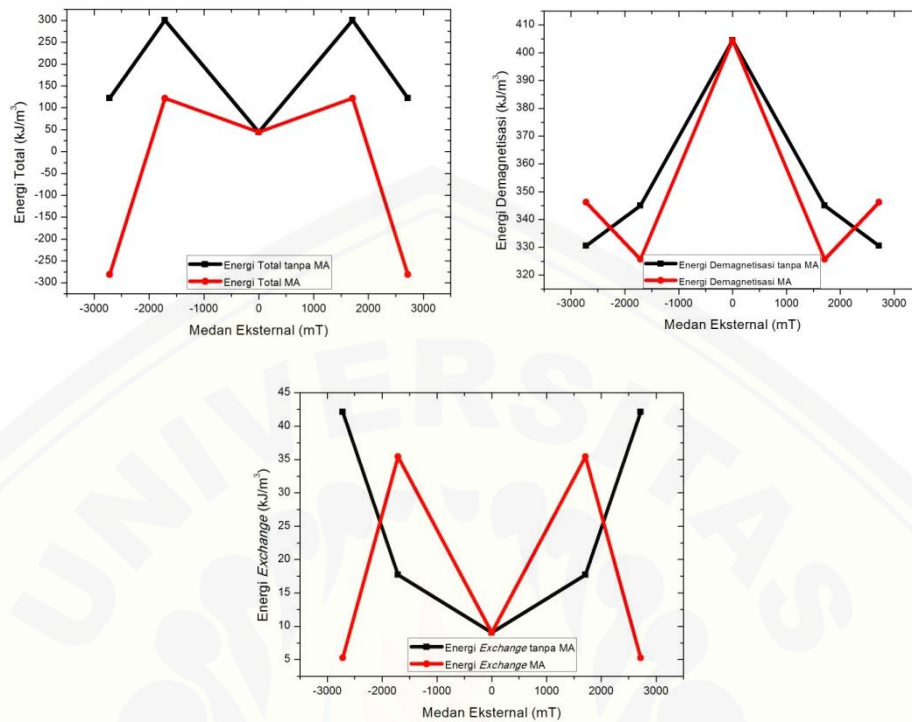 300
250
200
150
100
50
0
-50
-100
-150
-200
-250
-300
Energi Total (kJ/m³)
Energi Total tanpa MA
Energi Total MA
-3000 -2000 -1000 0 1000 2000 3000
Medan Eksternal (mT)
410
400
390
380
370
360
350
340
330
320
Energi Demagnetisasi (kJ/m³)
Energi Demagnetisasi tanpa MA
Energi Demagnetisasi MA
-3000 -2000 -1000 0 1000 2000 3000
Medan Eksternal (mT)
45
40
35
30
25
20
15
10
5
Energi Exchange (kJ/m³)
Energi Exchange tanpa MA
Energi Exchange MA
-3000 -2000 -1000 0 1000 2000 3000
Medan Eksternal (mT)
UNIVERSITAS